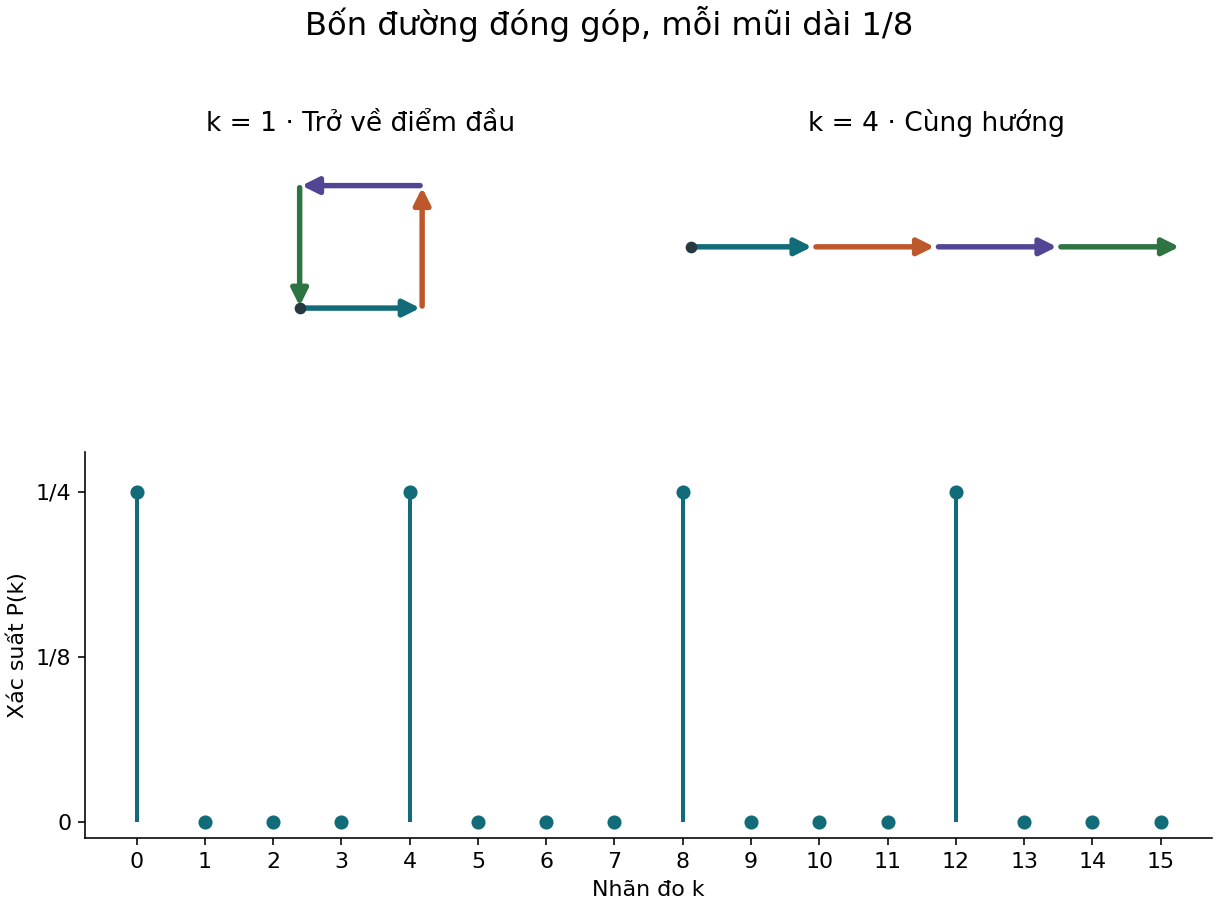 Bốn đường đóng góp, mỗi mũi dài 1/8
k = 1 · Trở về điểm đầu
k = 4 · Cùng hướng
Xác suất P(k)
1/4
1/8
0
0 1 2 3 4 5 6 7 8 9 10 11 12 13 14 15
Nhãn đo k